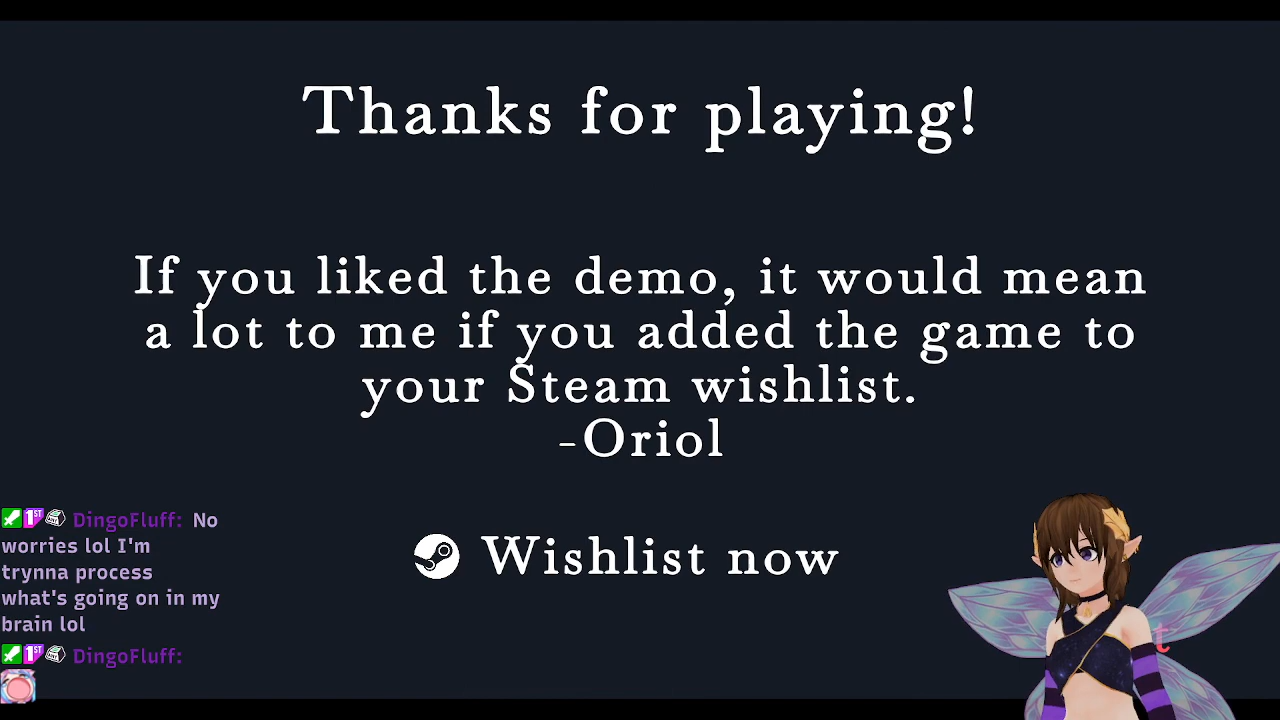 Thanks for playing!
If you liked the demo, it would mean
a lot to me if you added the game to
your Steam wishlist.
-Oriol
Wishlist now
1ST DingoFluff: No
worries lol I'm
trynna process
what's going on in my
brain lol
1ST DingoFluff:
t